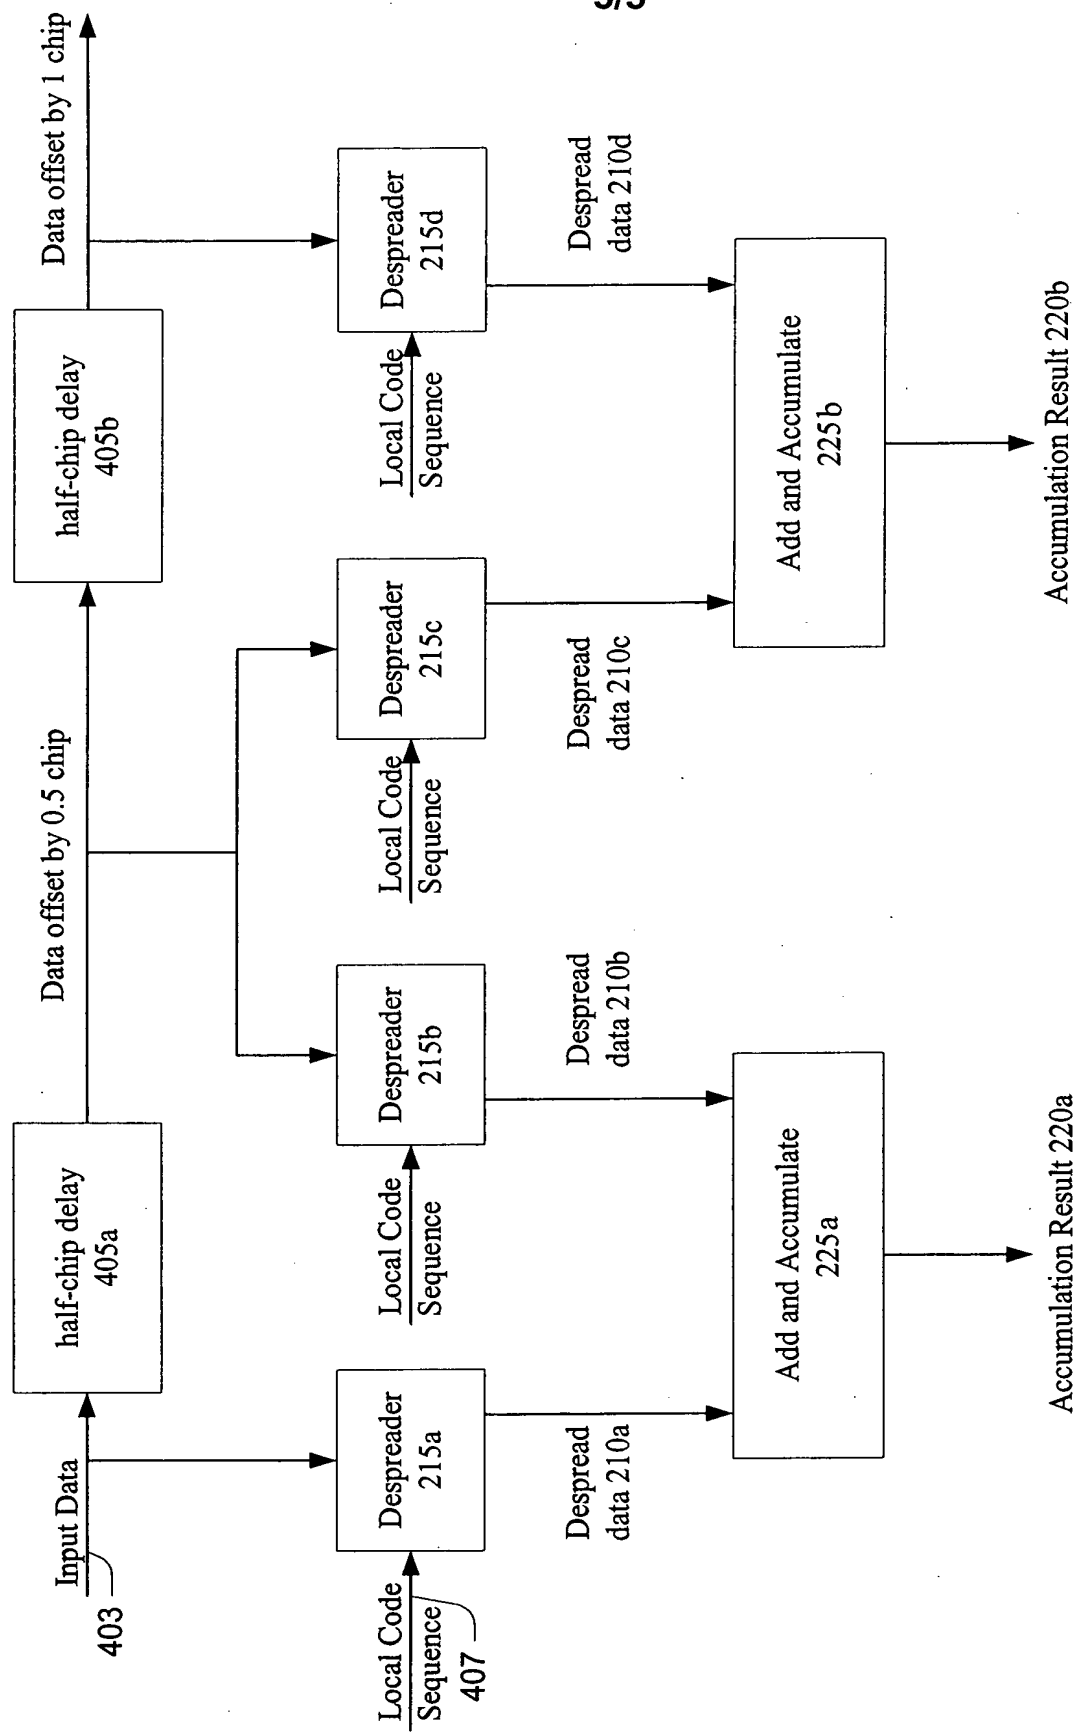 Input Data
403
half-chip delay
405a
Data offset by 0.5 chip
half-chip delay
405b
Data offset by 1 chip
Local Code
Sequence
407
Despreader
215a
Local Code
Sequence
Despreader
215b
Local Code
Sequence
Despreader
215c
Local Code
Sequence
Despreader
215d
Despread
data 210a
Despread
data 210b
Despread
data 210c
Despread
data 210d
Add and Accumulate
225a
Add and Accumulate
225b
Accumulation Result 220a
Accumulation Result 220b